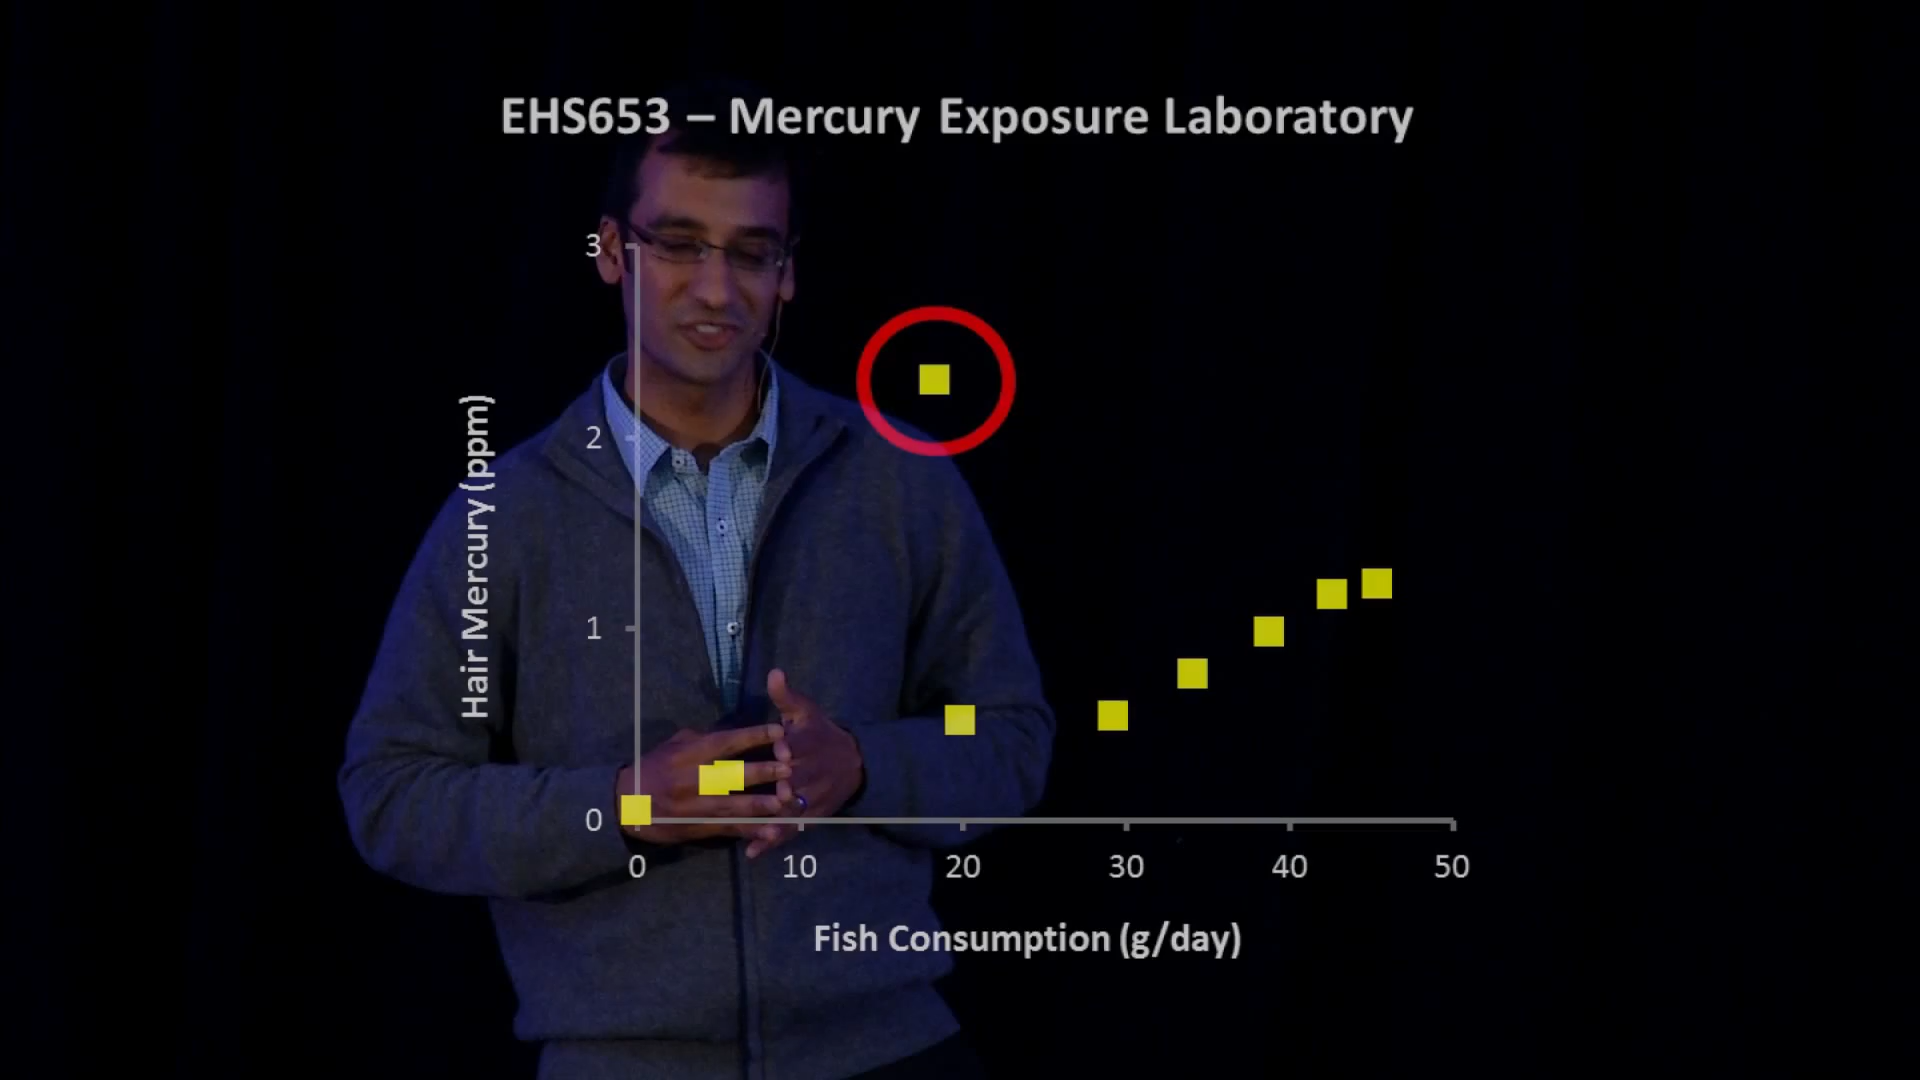 EHS653 – Mercury Exposure Laboratory
3
2
1
0
Hair Mercury (ppm)
0 10 20 30 40 50
Fish Consumption (g/day)